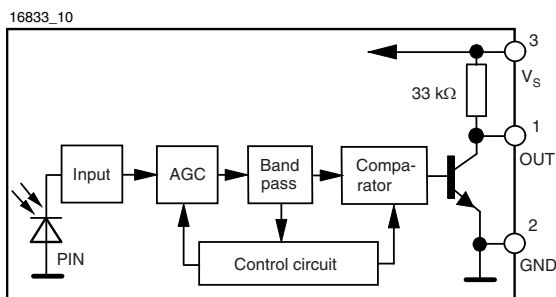 16833_10
3
V_S
33 kΩ
1
OUT
Input
AGC
Band
pass
Compa-
rator
2
GND
PIN
Control circuit